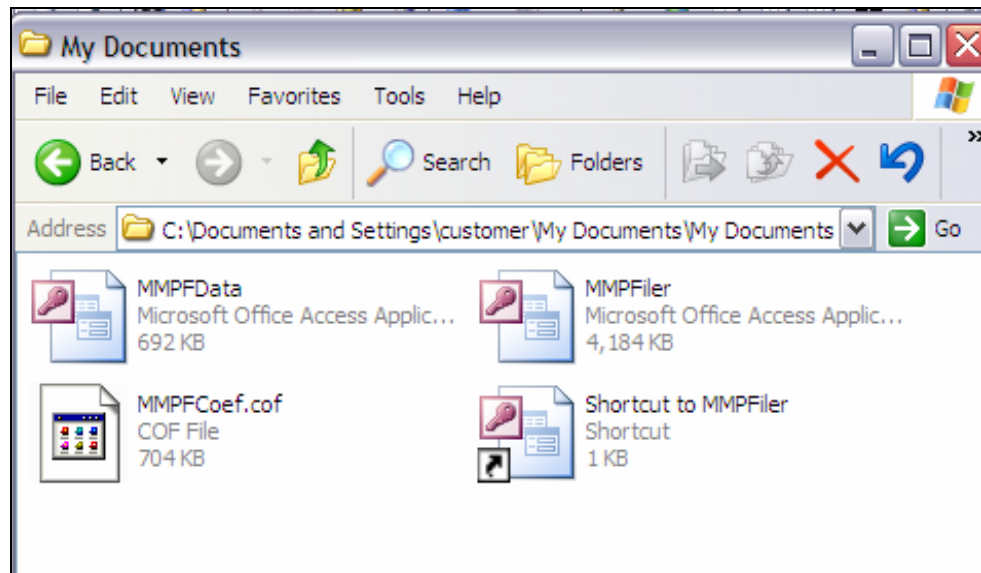 My Documents
File Edit View Favorites Tools Help
Back Search Folders »
Address C:\Documents and Settings\customer\My Documents\My Documents Go
MMPFData
Microsoft Office Access Applic...
692 KB
MMPFiler
Microsoft Office Access Applic...
4,184 KB
MMPFCoef.cof
COF File
704 KB
Shortcut to MMPFiler
Shortcut
1 KB